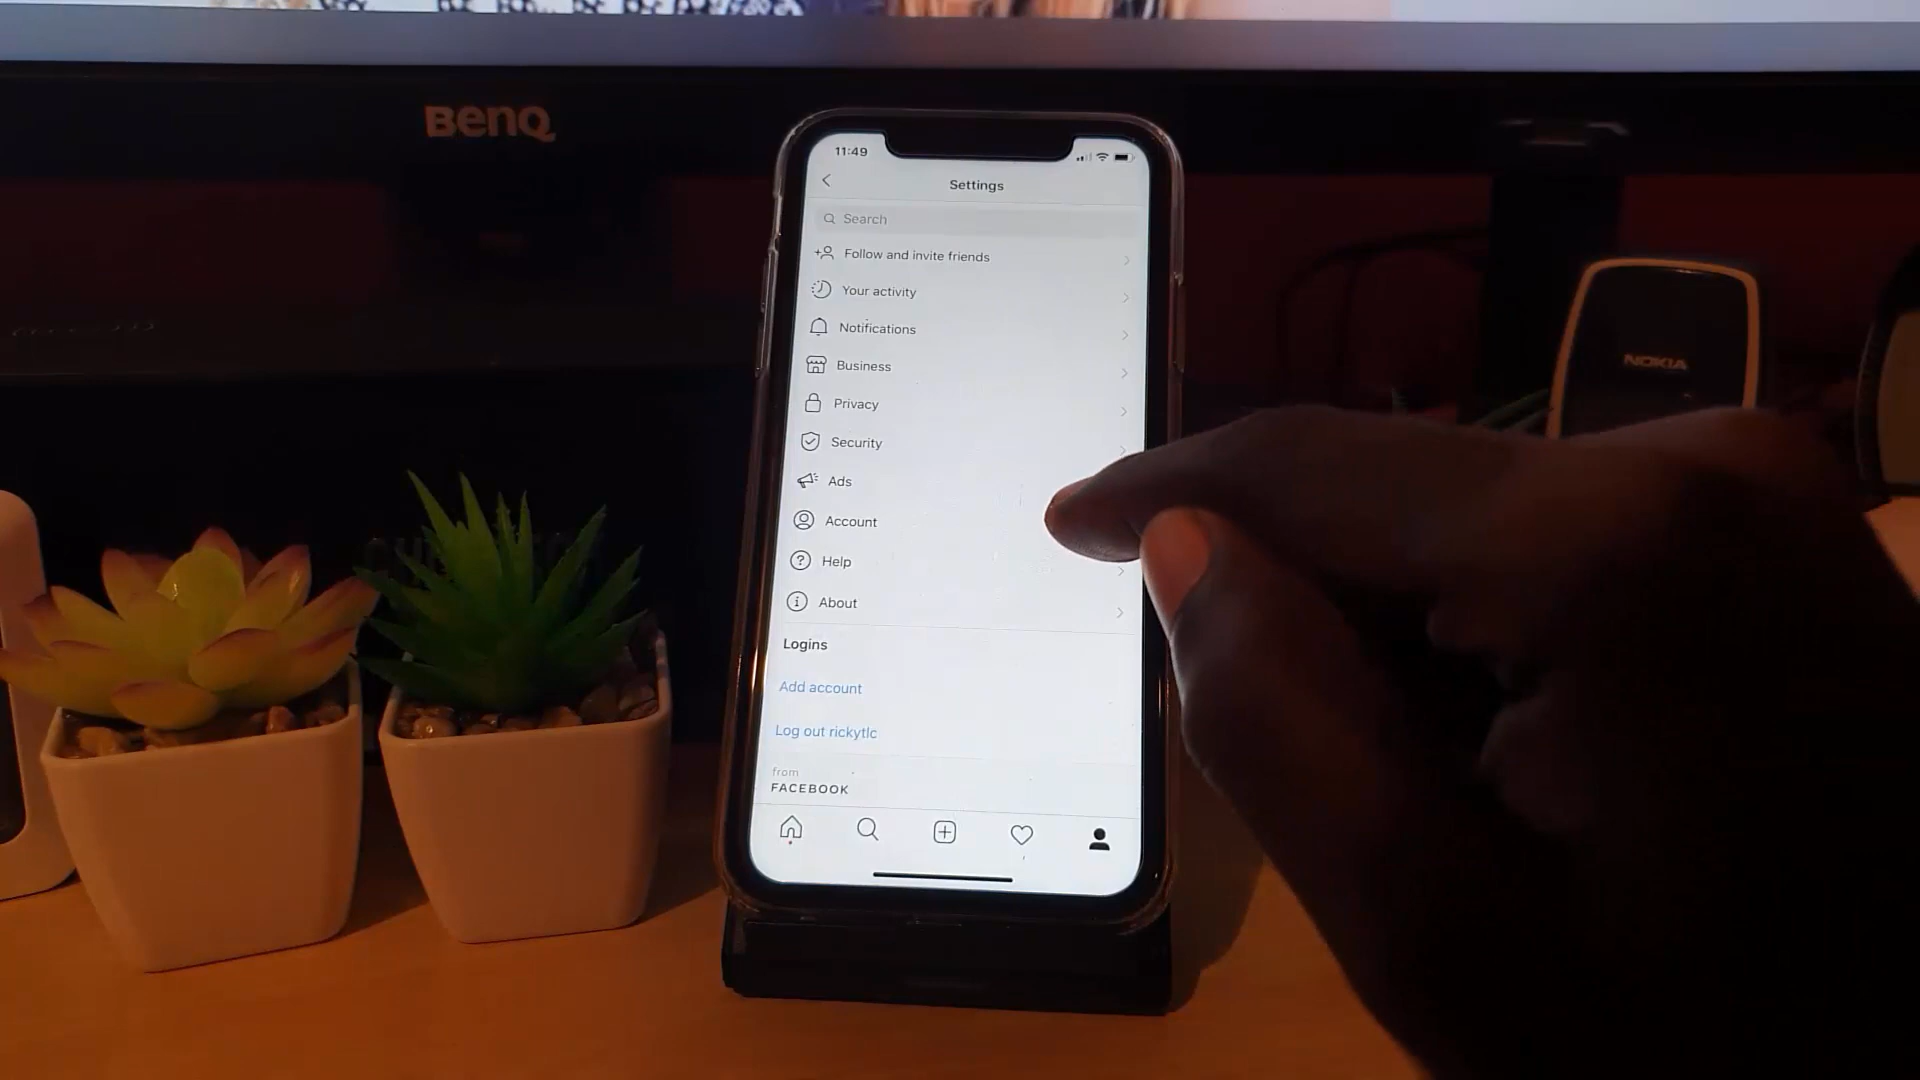 BenQ
11:49
Settings
Search
Follow and invite friends
Your activity
Notifications
Business
Privacy
Security
Ads
Account
Help
About
Logins
Add account
Log out rickytlc
from
FACEBOOK
NOKIA